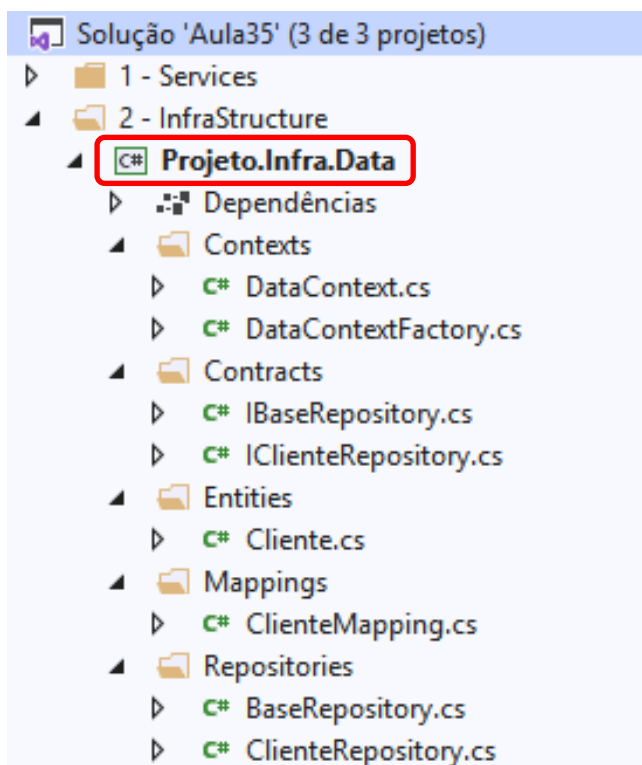 Solução 'Aula35' (3 de 3 projetos)
1 - Services
2 - InfraStructure
C# Projeto.Infra.Data
Dependências
Contexts
C# DataContext.cs
C# DataContextFactory.cs
Contracts
C# IBaseRepository.cs
C# IClienteRepository.cs
Entities
C# Cliente.cs
Mappings
C# ClienteMapping.cs
Repositories
C# BaseRepository.cs
C# ClienteRepository.cs